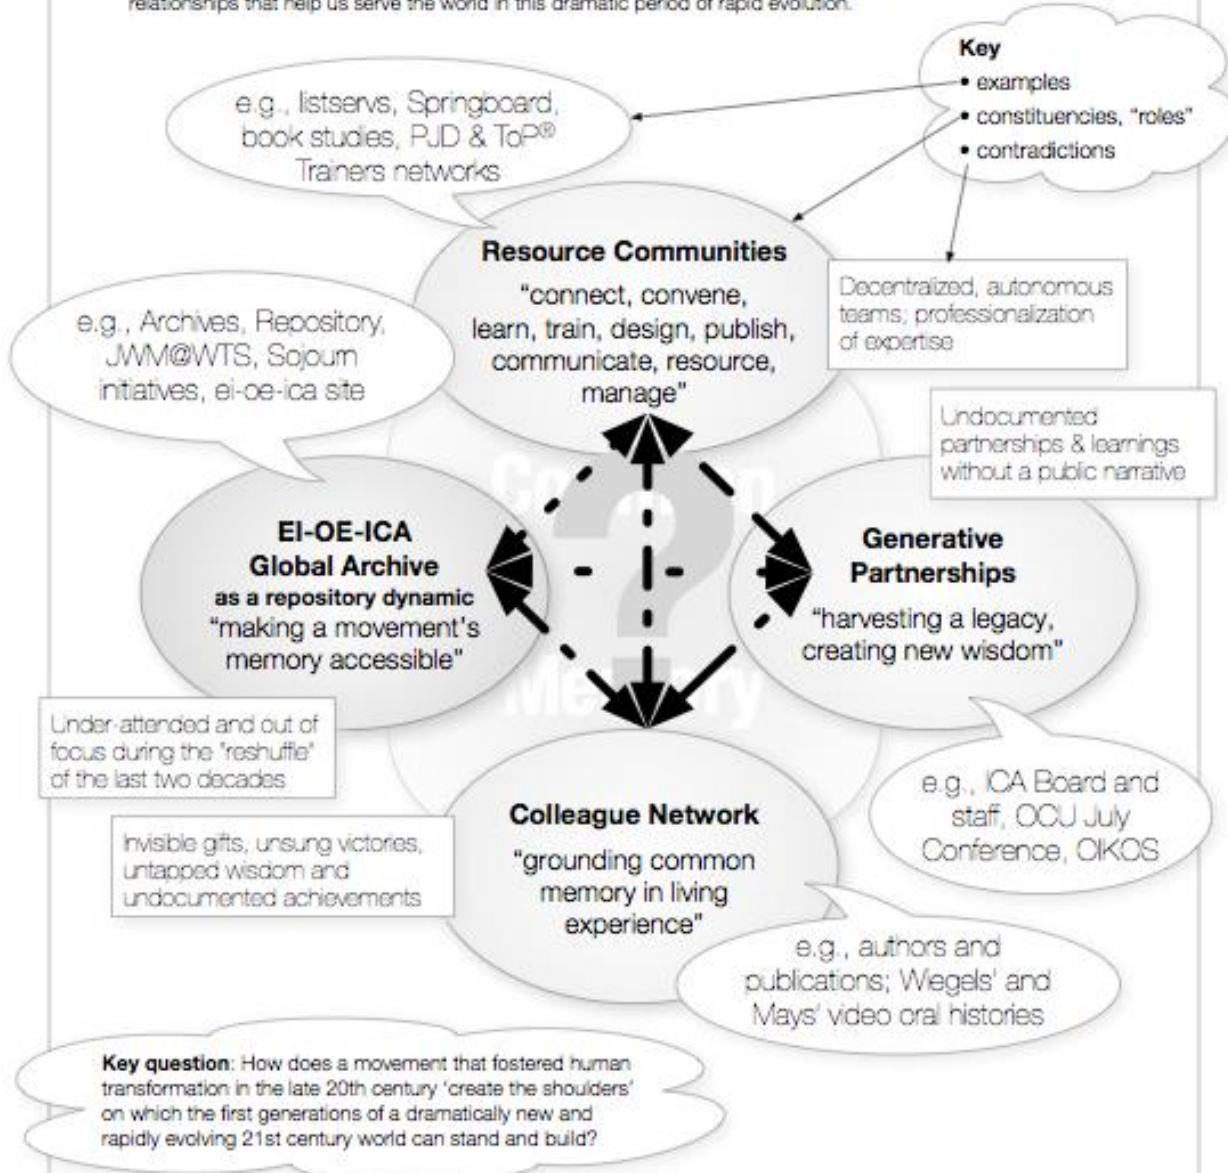 relationships that help us serve the world in this dramatic period of rapid evolution.
Key
• examples
• constituencies, “roles”
• contradictions
e.g., listservs, Springboard,
book studies, PJD & ToP®
Trainers networks
Resource Communities
“connect, convene,
learn, train, design, publish,
communicate, resource,
manage”
Decentralized, autonomous
teams; professionalization
of expertise
e.g., Archives, Repository,
JWM@WTS, Sojourn
initiatives, ei-oe-ica site
Undocumented
partnerships & learnings
without a public narrative
EI-OE-ICA
Global Archive
as a repository dynamic
“making a movement's
memory accessible”
?
Generative
Partnerships
“harvesting a legacy,
creating new wisdom”
Under-attended and out of
focus during the "reshuffle"
of the last two decades
e.g., ICA Board and
staff, OCU July
Conference, OIKOS
Invisible gifts, unsung victories,
untapped wisdom and
undocumented achievements
Colleague Network
“grounding common
memory in living
experience”
e.g., authors and
publications; Wiegels' and
Mays' video oral histories
Key question: How does a movement that fostered human
transformation in the late 20th century 'create the shoulders'
on which the first generations of a dramatically new and
rapidly evolving 21st century world can stand and build?